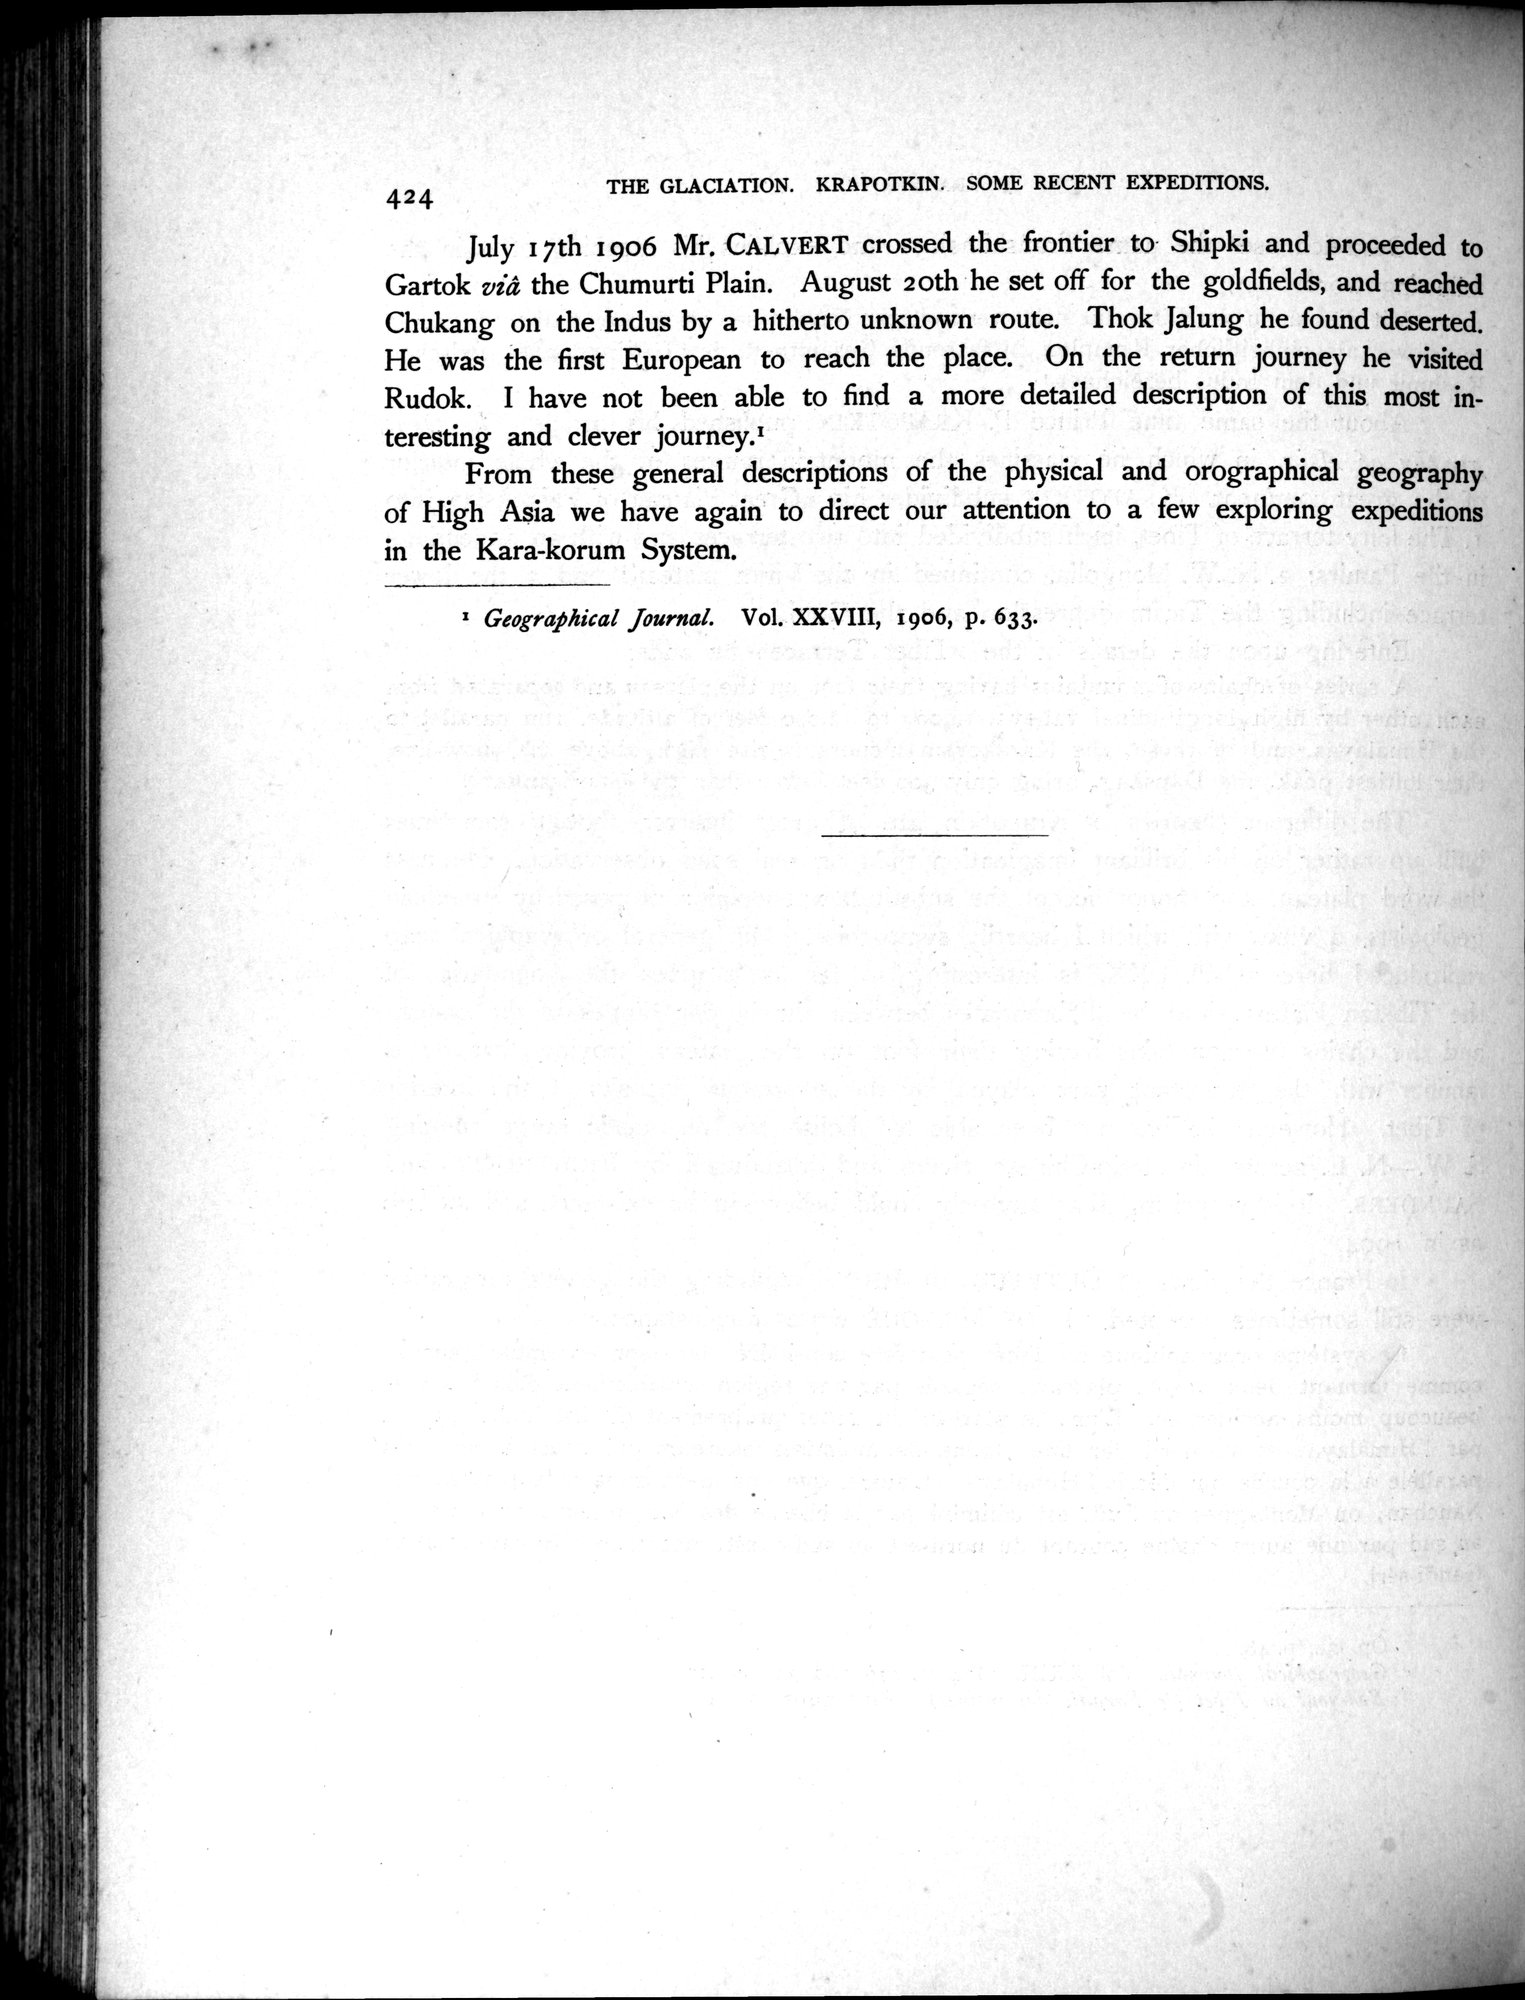 424 THE GLACIATION. KRAPOTKIN. SOME RECENT EXPEDITIONS.
July 17th 1906 Mr. CALVERT crossed the frontier to Shipki and proceeded to
Gartok viâ the Chumurti Plain. August 20th he set off for the goldfields, and reached
Chukang on the Indus by a hitherto unknown route. Thok Jalung he found deserted.
He was the first European to reach the place. On the return journey he visited
Rudok. I have not been able to find a more detailed description of this most in-
teresting and clever journey.¹
From these general descriptions of the physical and orographical geography
of High Asia we have again to direct our attention to a few exploring expeditions
in the Kara-korum System.
¹ Geographical Journal. Vol. XXVIII, 1906, p. 633.